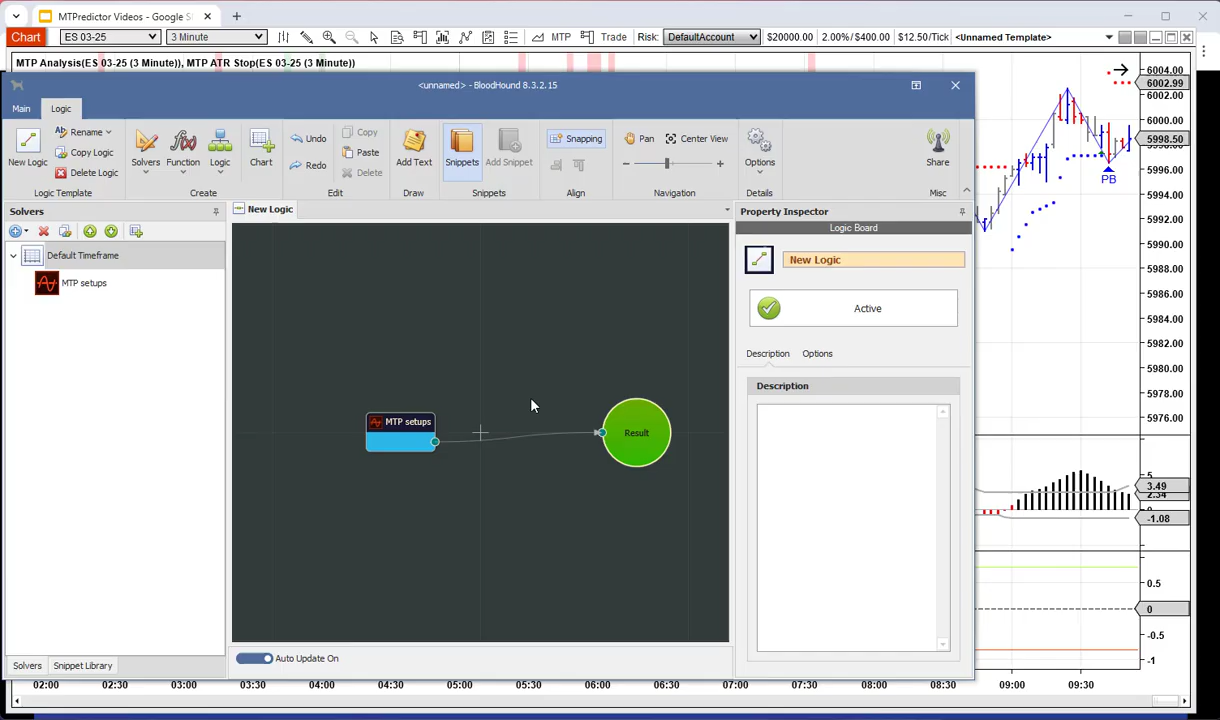 MTPredictor Videos - Google S
Chart
ES 03-25
3 Minute
MTP
Trade
Risk:
DefaultAccount
$20000.00
2.00%/$400.00
$12.50/Tick
<Unnamed Template>
MTP Analysis(ES 03-25 (3 Minute)), MTP ATR Stop(ES 03-25 (3 Minute))
<unnamed> - BloodHound 8.3.2.15
Main
Logic
New Logic
Rename
Copy Logic
Delete Logic
Logic Template
Solvers
Function
Logic
Create
Chart
Undo
Redo
Copy
Paste
Delete
Edit
Add Text
Draw
Snippets
Add Snippet
Snippets
Snapping
Align
Pan
Center View
Navigation
Options
Details
Share
Misc
Solvers
Default Timeframe
MTP setups
New Logic
MTP setups
Result
Property Inspector
Logic Board
New Logic
Active
Description
Options
Description
Auto Update On
Solvers
Snippet Library
PB
6004.00
6002.99
6002.00
6000.00
5998.50
5996.00
5994.00
5992.00
5990.00
5988.00
5986.00
5984.00
5982.00
5980.00
5978.00
5976.00
5
3.49
2.34
-1.08
0.5
0
-0.5
-1
02:00
02:30
03:00
03:30
04:00
04:30
05:00
05:30
06:00
06:30
07:00
07:30
08:00
08:30
09:00
09:30